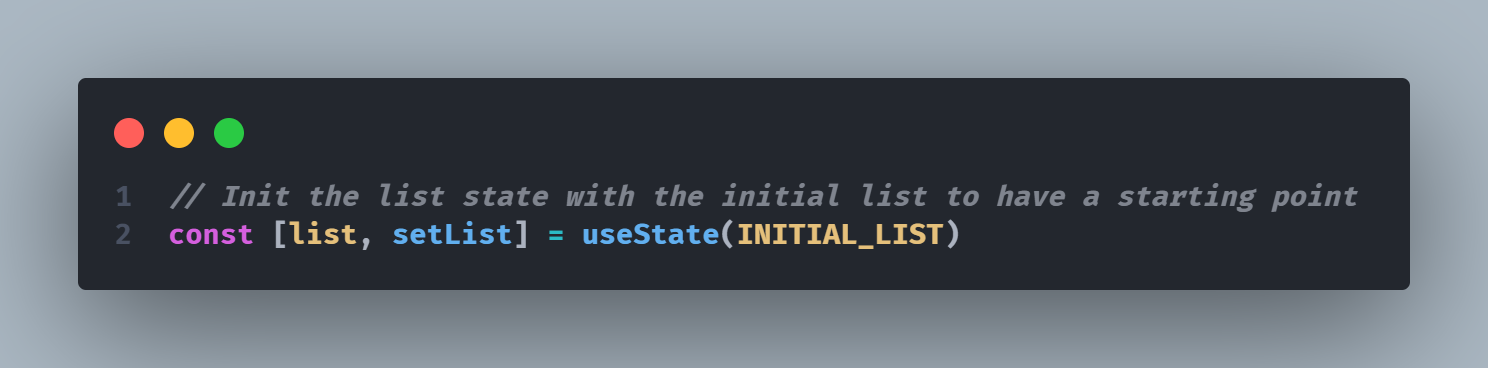 1 // Init the list state with the initial list to have a starting point
2 const [list, setList] = useState(INITIAL_LIST)